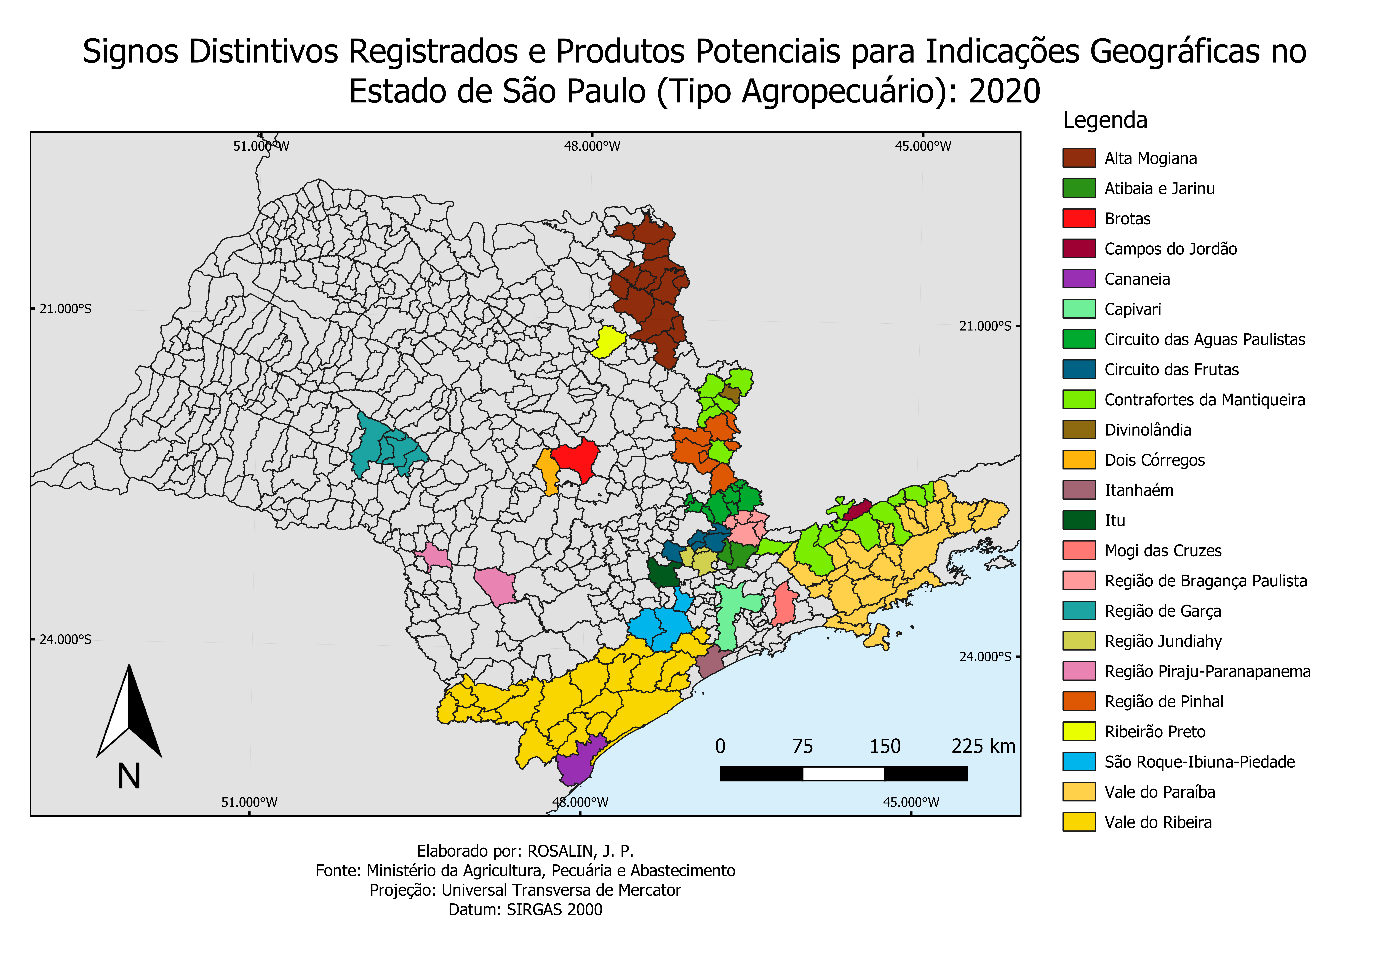 Signos Distintivos Registrados e Produtos Potenciais para Indicações Geográficas no
Estado de São Paulo (Tipo Agropecuário): 2020
Legenda
51.000°W
48.000°W
45.000°W
21.000°S
21.000°S
24.000°S
24.000°S
51.000°W
48.000°W
45.000°W
N
0 75 150 225 km
Alta Mogiana
Atibaia e Jarinu
Brotas
Campos do Jordão
Cananeia
Capivari
Circuito das Aguas Paulistas
Circuito das Frutas
Contrafortes da Mantiqueira
Divinolândia
Dois Córregos
Itanhaém
Itu
Mogi das Cruzes
Região de Bragança Paulista
Região de Garça
Região Jundiahy
Região Piraju-Paranapanema
Região de Pinhal
Ribeirão Preto
São Roque-Ibiuna-Piedade
Vale do Paraíba
Vale do Ribeira
Elaborado por: ROSALIN, J. P.
Fonte: Ministério da Agricultura, Pecuária e Abastecimento
Projeção: Universal Transversa de Mercator
Datum: SIRGAS 2000